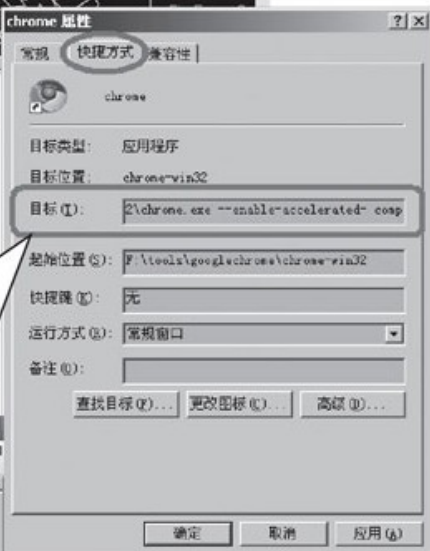 chrome 属性
常规 快捷方式 兼容性
chrome
目标类型: 应用程序
目标位置: chrome-win32
目标(T): 2\chrome.exe --enable-accelerated- comp
起始位置(S): F:\tools\googlechrome\chrome-win32
快捷键(K): 无
运行方式(R): 常规窗口
备注(O):
查找目标(F)... 更改图标(C)... 高级(D)...
确定 取消 应用(A)